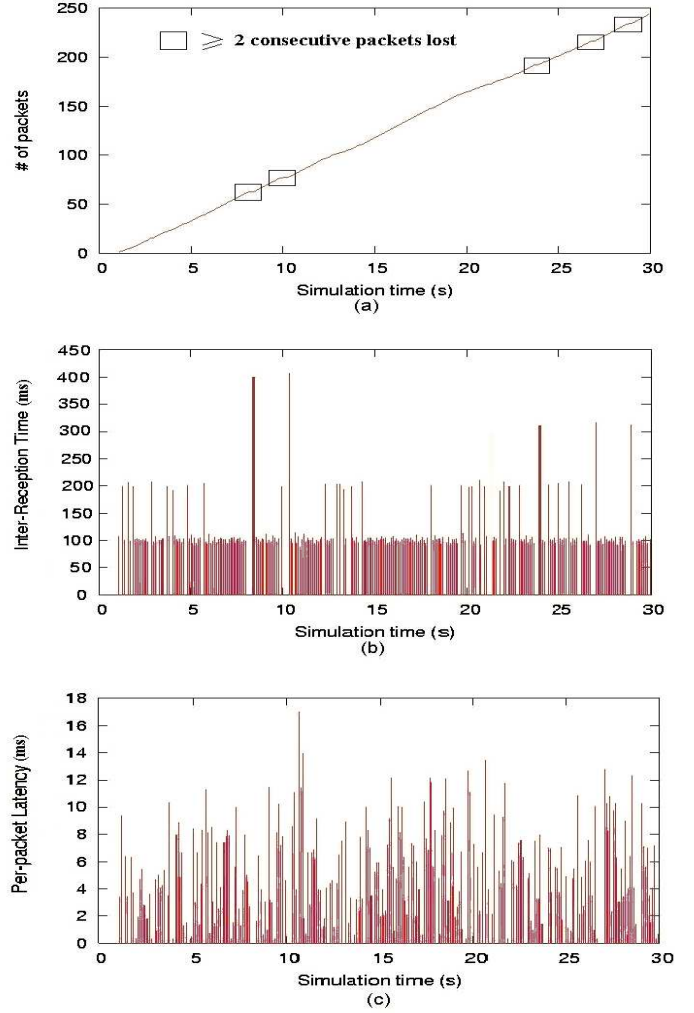 250
200
150
100
50
0
# of packets
≥ 2 consecutive packets lost
0 5 10 15 20 25 30
Simulation time (s)
(a)
450
400
350
300
250
200
150
100
50
0
Inter-Reception Time (ms)
0 5 10 15 20 25 30
Simulation time (s)
(b)
18
16
14
12
10
8
6
4
2
0
Per-packet Latency (ms)
0 5 10 15 20 25 30
Simulation time (s)
(c)